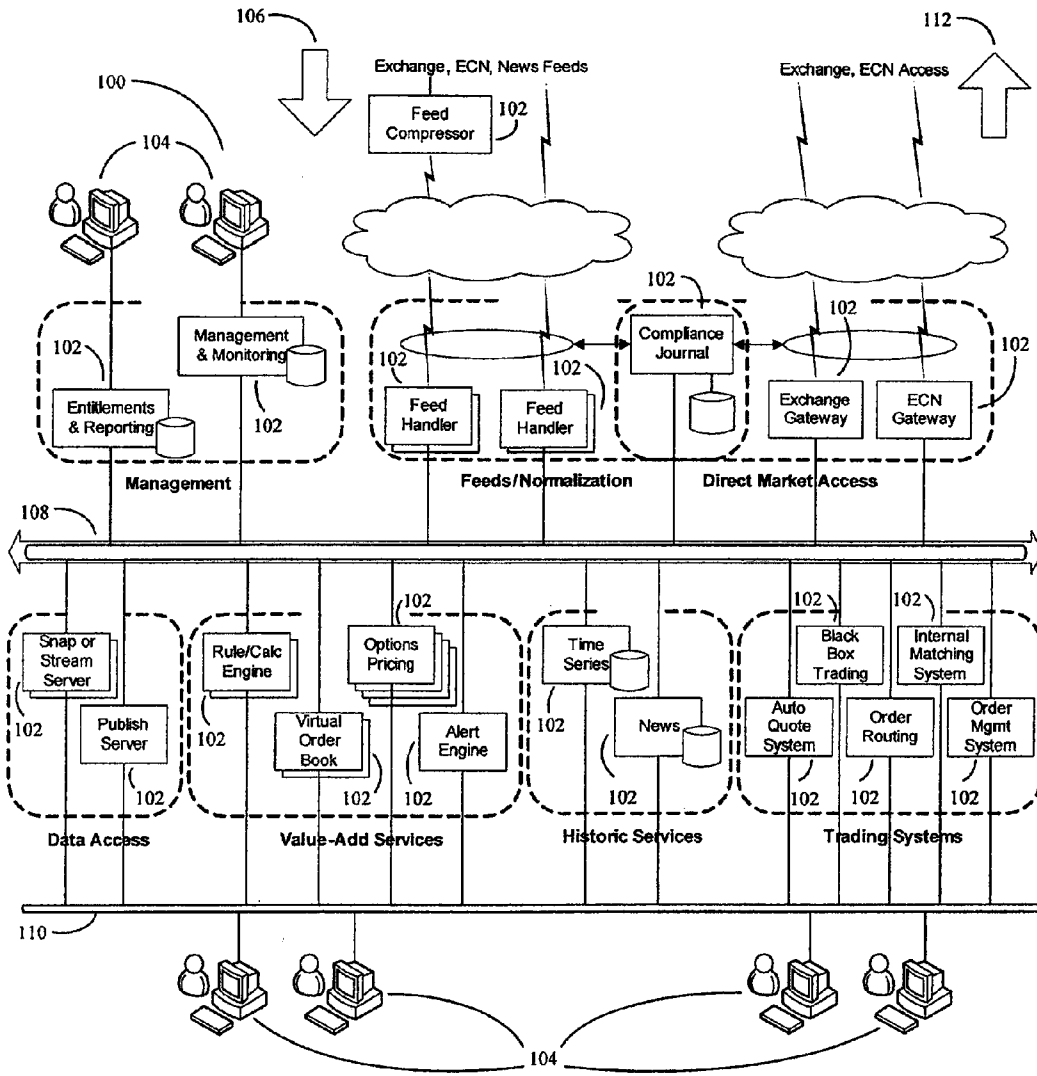 106
112
100
Exchange, ECN, News Feeds
Exchange, ECN Access
Feed
Compressor
102
104
102
Management
& Monitoring
102
Compliance
Journal
102
102
102
102
102
Entitlements
& Reporting
102
Feed
Handler
Feed
Handler
Exchange
Gateway
ECN
Gateway
Management
Feeds/Normalization
Direct Market Access
108
102
102
102
Snap or
Stream
Server
Rule/Calc
Engine
Options
Pricing
Time
Series
Black
Box
Trading
Internal
Matching
System
102
102
102
Publish
Server
Virtual
Order
Book
Alert
Engine
News
Auto
Quote
System
Order
Routing
Order
Mgmt
System
102
102
102
102
102
102
102
Data Access
Value-Add Services
Historic Services
Trading Systems
110
104